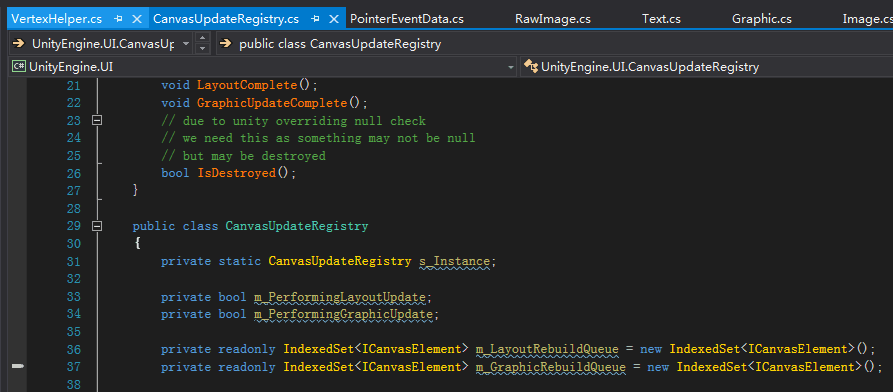 VertexHelper.cs CanvasUpdateRegistry.cs PointerEventData.cs RawImage.cs Text.cs Graphic.cs Image.cs
UnityEngine.UI.CanvasUp public class CanvasUpdateRegistry
C# UnityEngine.UI UnityEngine.UI.CanvasUpdateRegistry
21 void LayoutComplete();
22 void GraphicUpdateComplete();
23 // due to unity overriding null check
24 // we need this as something may not be null
25 // but may be destroyed
26 bool IsDestroyed();
27 }
28
29 public class CanvasUpdateRegistry
30 {
31 private static CanvasUpdateRegistry s_Instance;
32
33 private bool m_PerformingLayoutUpdate;
34 private bool m_PerformingGraphicUpdate;
35
36 private readonly IndexedSet<ICanvasElement> m_LayoutRebuildQueue = new IndexedSet<ICanvasElement>();
37 private readonly IndexedSet<ICanvasElement> m_GraphicRebuildQueue = new IndexedSet<ICanvasElement>();
38